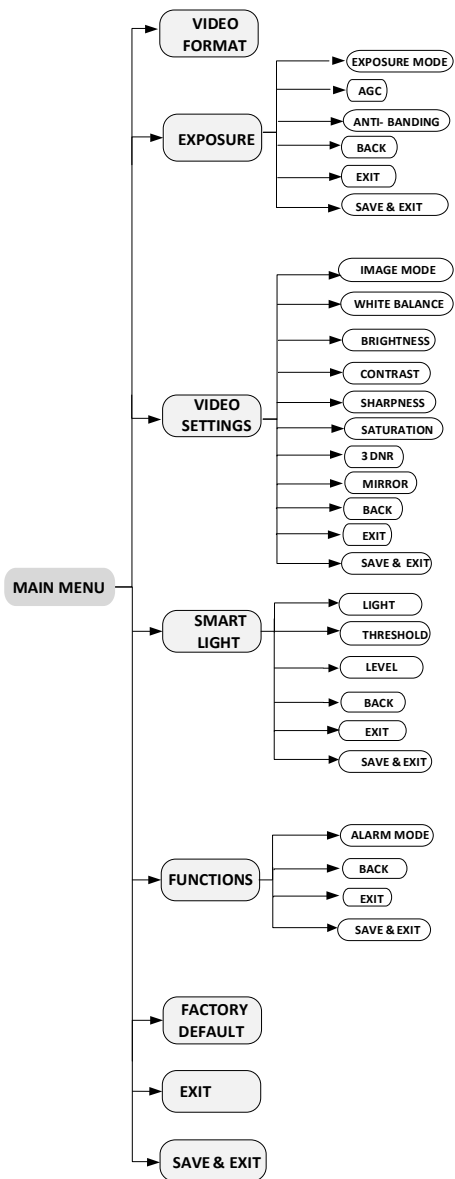 VIDEO
FORMAT
EXPOSURE
EXPOSURE MODE
AGC
ANTI- BANDING
BACK
EXIT
SAVE & EXIT
VIDEO
SETTINGS
IMAGE MODE
WHITE BALANCE
BRIGHTNESS
CONTRAST
SHARPNESS
SATURATION
3 DNR
MIRROR
BACK
EXIT
SAVE & EXIT
MAIN MENU
SMART
LIGHT
LIGHT
THRESHOLD
LEVEL
BACK
EXIT
SAVE & EXIT
FUNCTIONS
ALARM MODE
BACK
EXIT
SAVE & EXIT
FACTORY
DEFAULT
EXIT
SAVE & EXIT